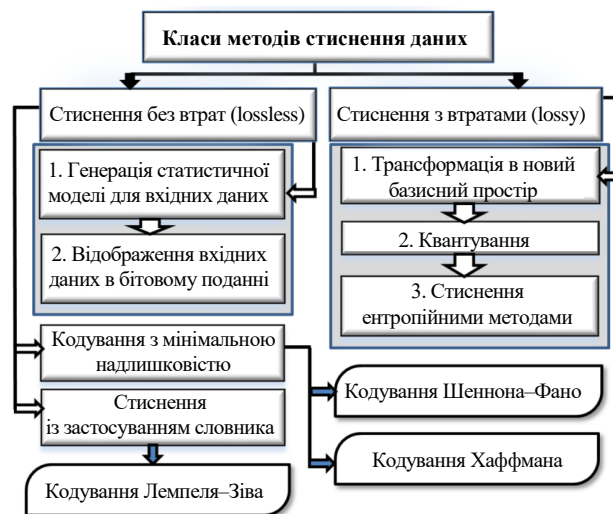 Класи методів стиснення даних
Стиснення без втрат (lossless)
Стиснення з втратами (lossy)
1. Генерація статистичної
моделі для вхідних даних
2. Відображення вхідних
даних в бітовому поданні
1. Трансформація в новий
базисний простір
2. Квантування
3. Стиснення
ентропійними методами
Кодування з мінімальною
надлишковістю
Стиснення
із застосуванням словника
Кодування Лемпеля–Зіва
Кодування Шеннона–Фано
Кодування Хаффмана